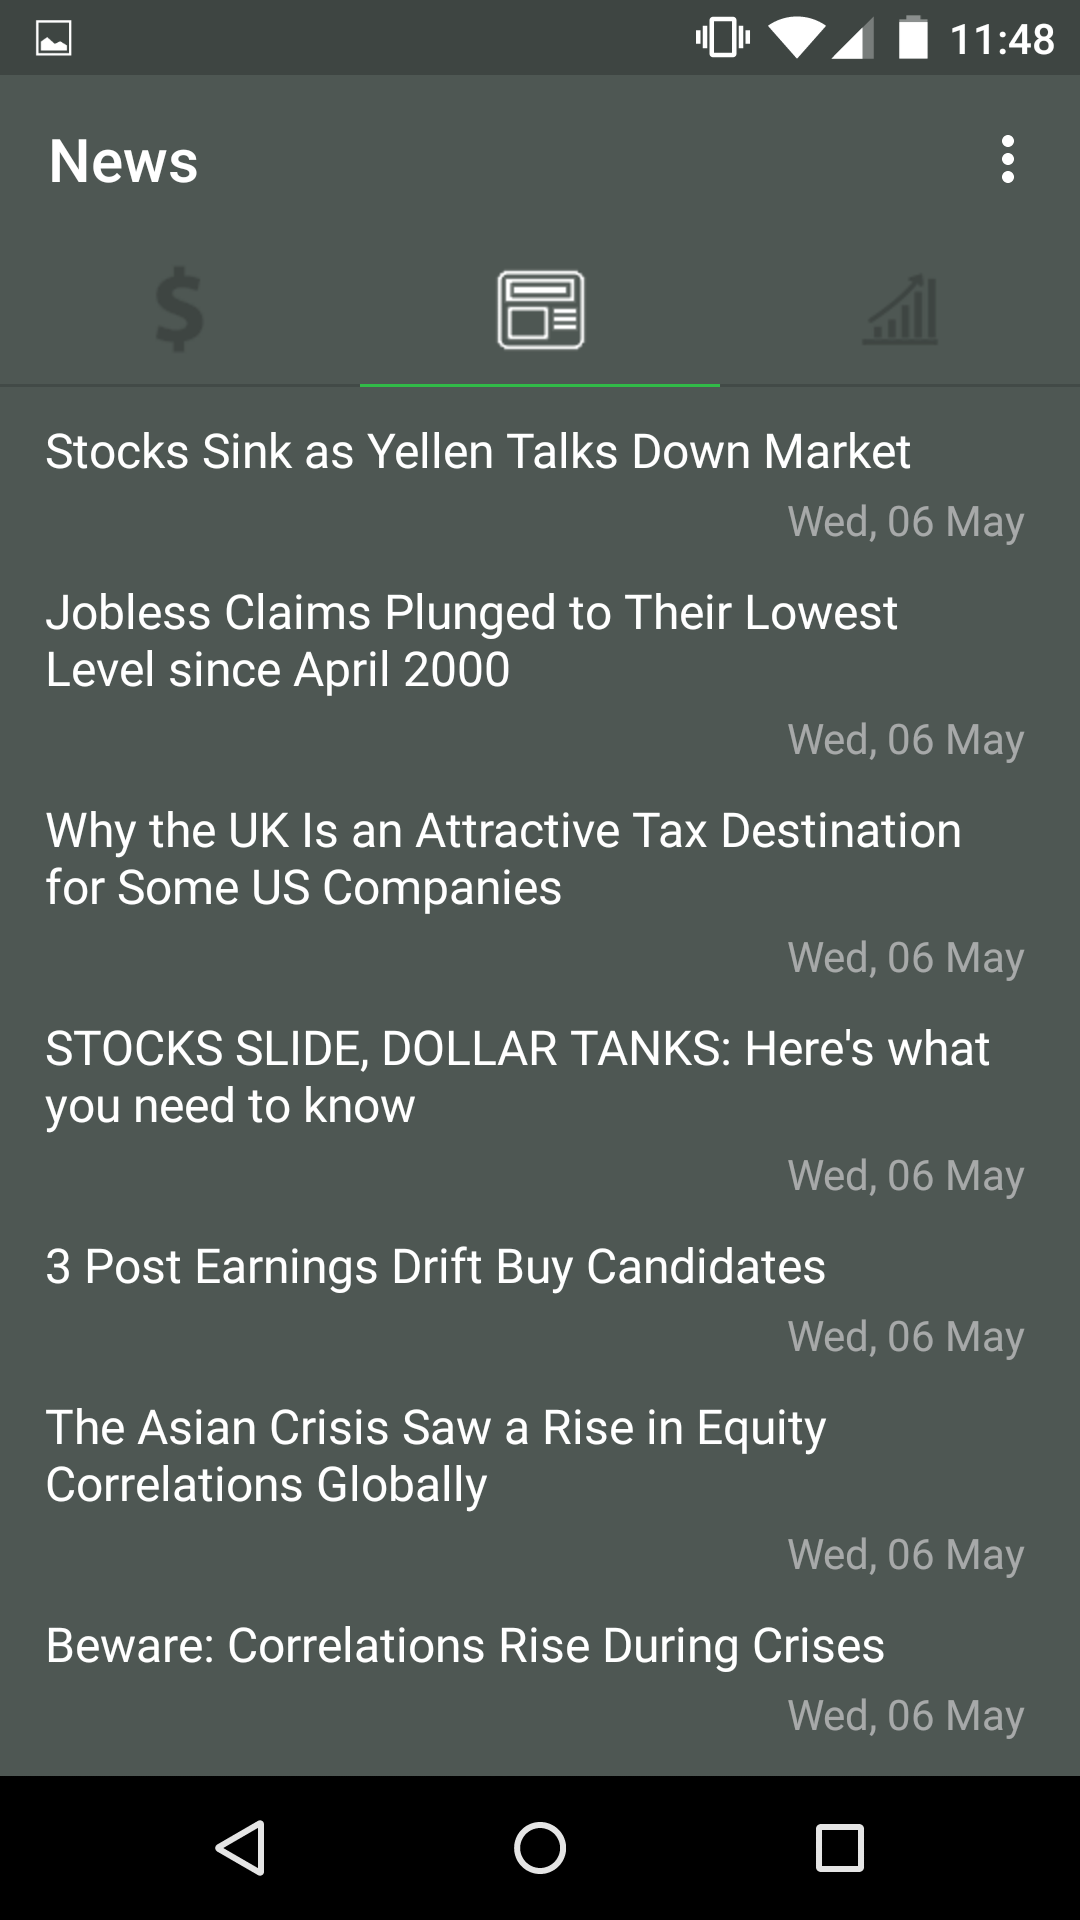 11:48
News
Stocks Sink as Yellen Talks Down Market
Wed, 06 May
Jobless Claims Plunged to Their Lowest
Level since April 2000
Wed, 06 May
Why the UK Is an Attractive Tax Destination
for Some US Companies
Wed, 06 May
STOCKS SLIDE, DOLLAR TANKS: Here's what
you need to know
Wed, 06 May
3 Post Earnings Drift Buy Candidates
Wed, 06 May
The Asian Crisis Saw a Rise in Equity
Correlations Globally
Wed, 06 May
Beware: Correlations Rise During Crises
Wed, 06 May